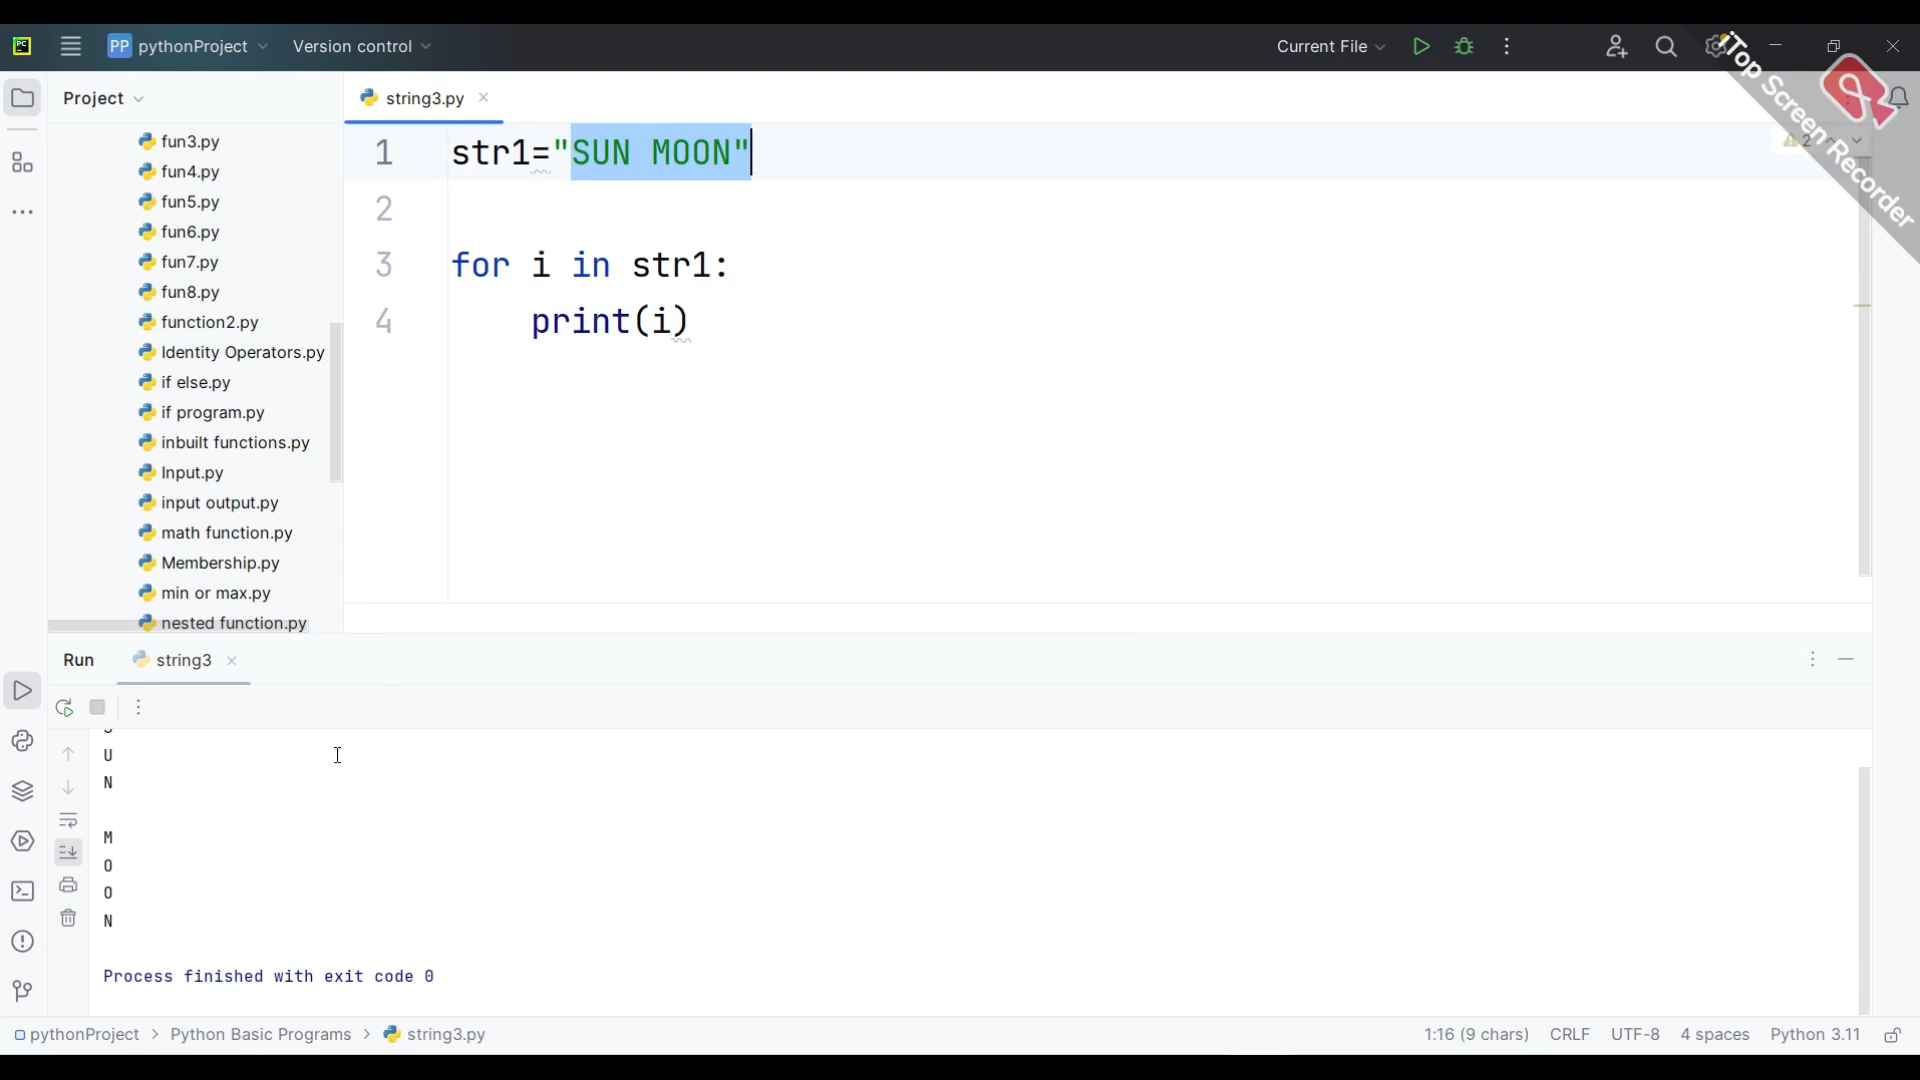 PC
PP pythonProject
Version control
Current File
iTop Screen Recorder
Project
string3.py
fun3.py
fun4.py
fun5.py
fun6.py
fun7.py
fun8.py
function2.py
Identity Operators.py
if else.py
if program.py
inbuilt functions.py
Input.py
input output.py
math function.py
Membership.py
min or max.py
nested function.py
1 str1="SUN MOON"
2
2
3 for i in str1:
4 print(i)
Run
string3
U
N
M
O
O
N
Process finished with exit code 0
pythonProject > Python Basic Programs > string3.py
1:16 (9 chars) CRLF UTF-8 4 spaces Python 3.11